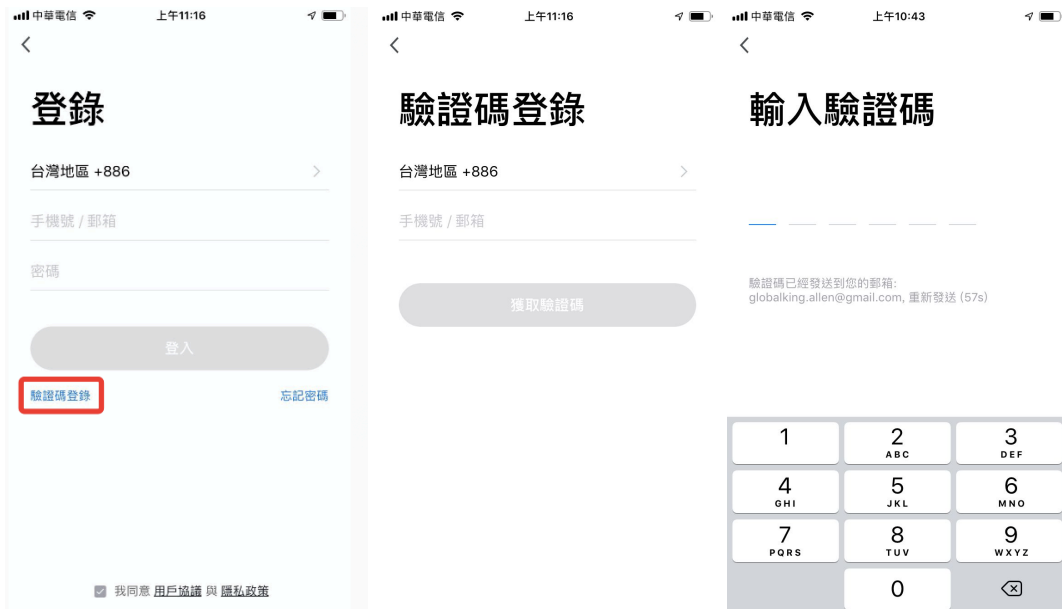 中華電信
上午11:16
登錄
台灣地區 +886
手機號 / 郵箱
密碼
登入
驗證碼登錄
忘記密碼
我同意 用戶協議 與 隱私政策
中華電信
上午11:16
驗證碼登錄
台灣地區 +886
手機號 / 郵箱
獲取驗證碼
中華電信
上午10:43
輸入驗證碼
驗證碼已經發送到您的郵箱:
globalking.allen@gmail.com, 重新發送 (57s)
1
2
ABC
3
DEF
4
GHI
5
JKL
6
MNO
7
PQRS
8
TUV
9
WXYZ
0